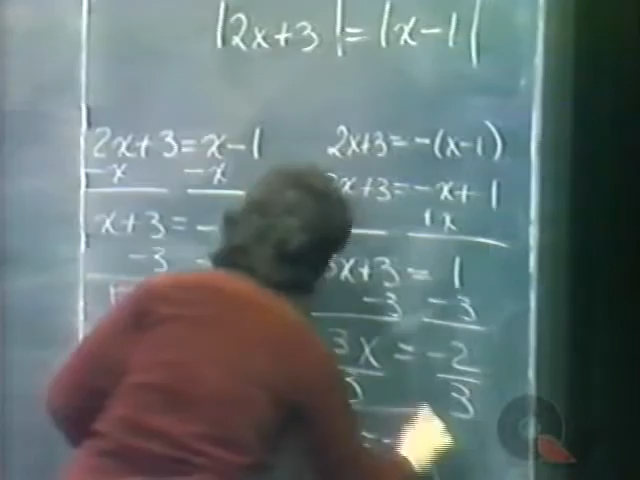 |2x+3|=|x-1|
2x+3=x-1
-x -x
x+3=-
-3
2x+3=-(x-1)
x+3=-x+1
+x
3x+3=1
-3 -3
3x=-2
3 3
=-